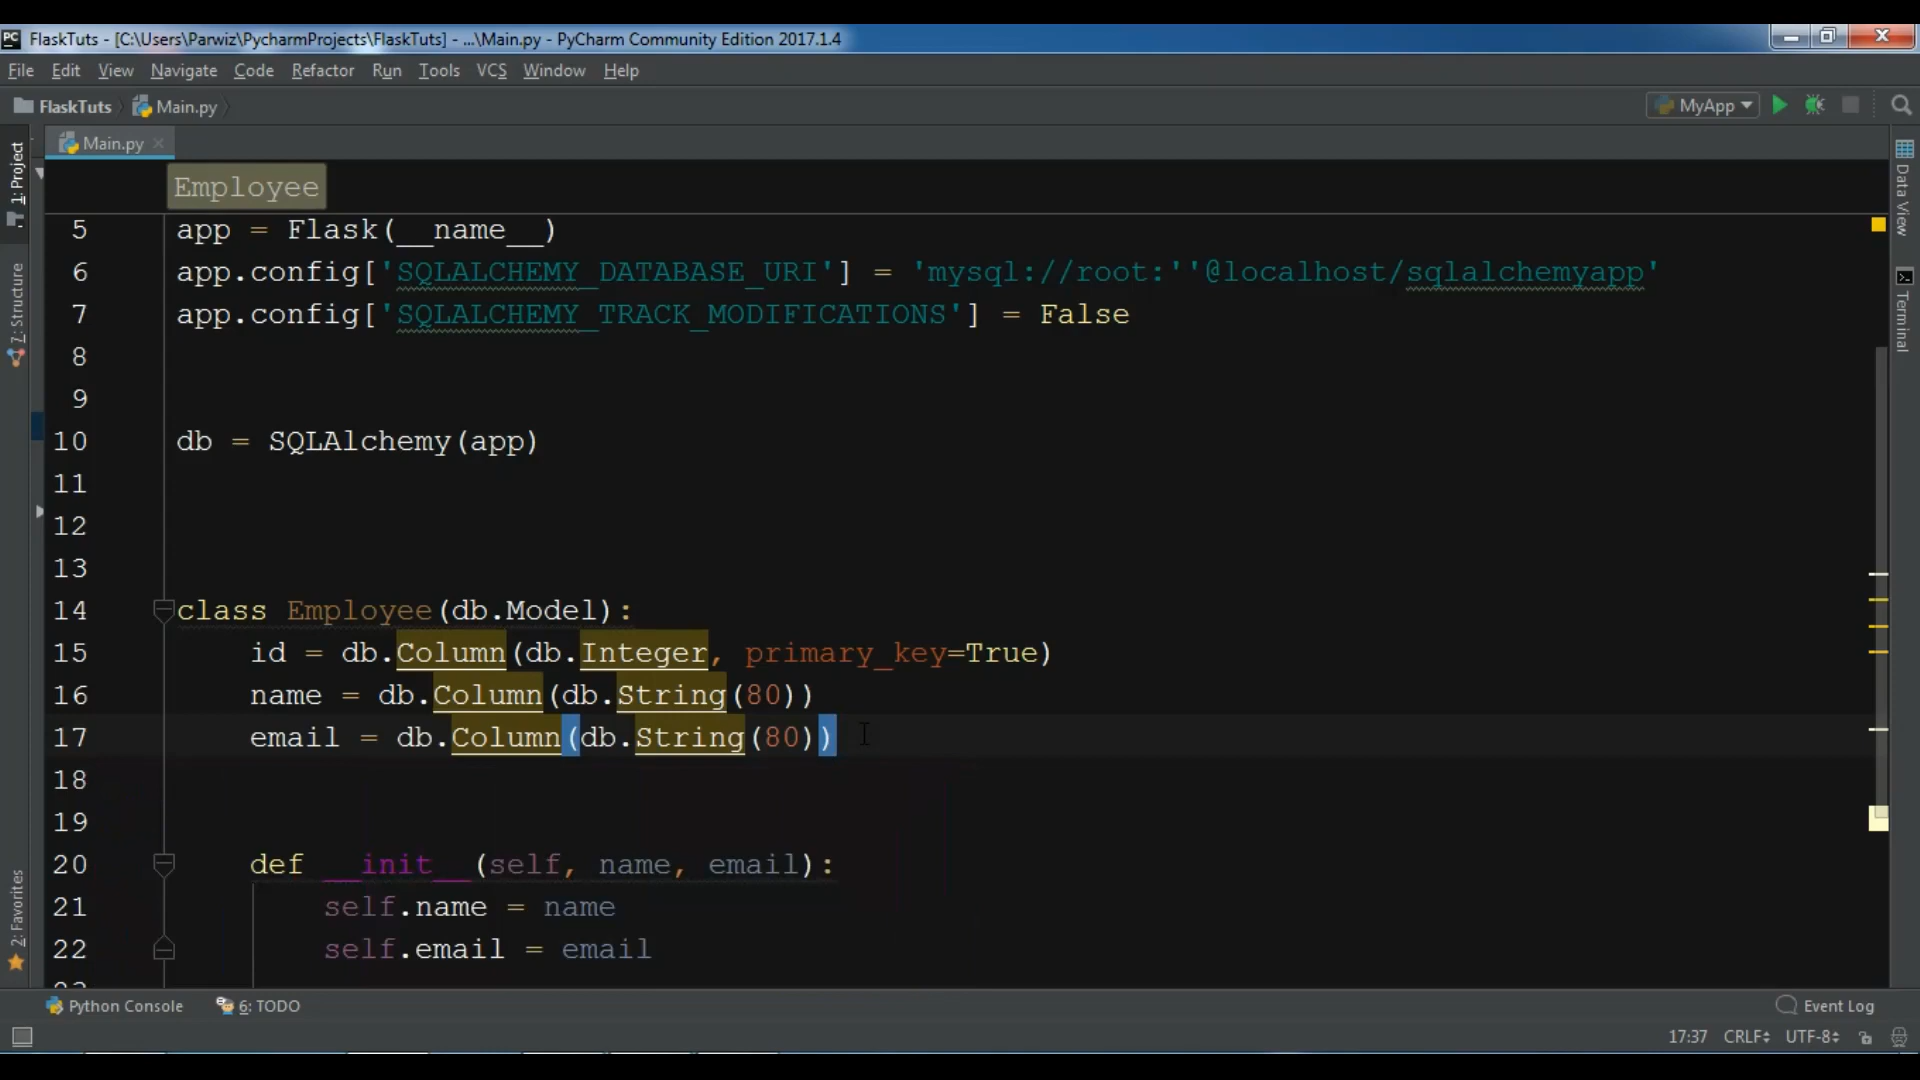 PC FlaskTuts - [C:\Users\Parwiz\PycharmProjects\FlaskTuts] - ...\Main.py - PyCharm Community Edition 2017.1.4
File Edit View Navigate Code Refactor Run Tools VCS Window Help
FlaskTuts Main.py MyApp
Main.py
1: Project
7: Structure
2: Favorites
Data View
Terminal
Employee
5 app = Flask(__name__)
6 app.config['SQLALCHEMY_DATABASE_URI'] = 'mysql://root:''@localhost/sqlalchemyapp'
7 app.config['SQLALCHEMY_TRACK_MODIFICATIONS'] = False
8
9
10 db = SQLAlchemy(app)
11
12
13
14 class Employee(db.Model):
15 id = db.Column(db.Integer, primary_key=True)
16 name = db.Column(db.String(80))
17 email = db.Column(db.String(80))
18
19
20 def __init__(self, name, email):
21 self.name = name
22 self.email = email
Python Console 6: TODO Event Log
17:37 CRLF UTF-8